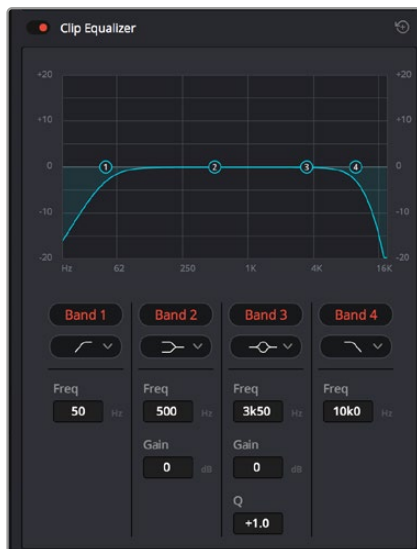 Clip Equalizer
+20 +20
+10 +10
0 1 2 3 4 0
-10 -10
-20 -20
Hz 62 250 1K 4K 16K
Band 1 Band 2 Band 3 Band 4
Freq Freq Freq Freq
50 Hz 500 Hz 3k50 Hz 10k0 Hz
Gain Gain
0 dB 0 dB
Q
+1.0